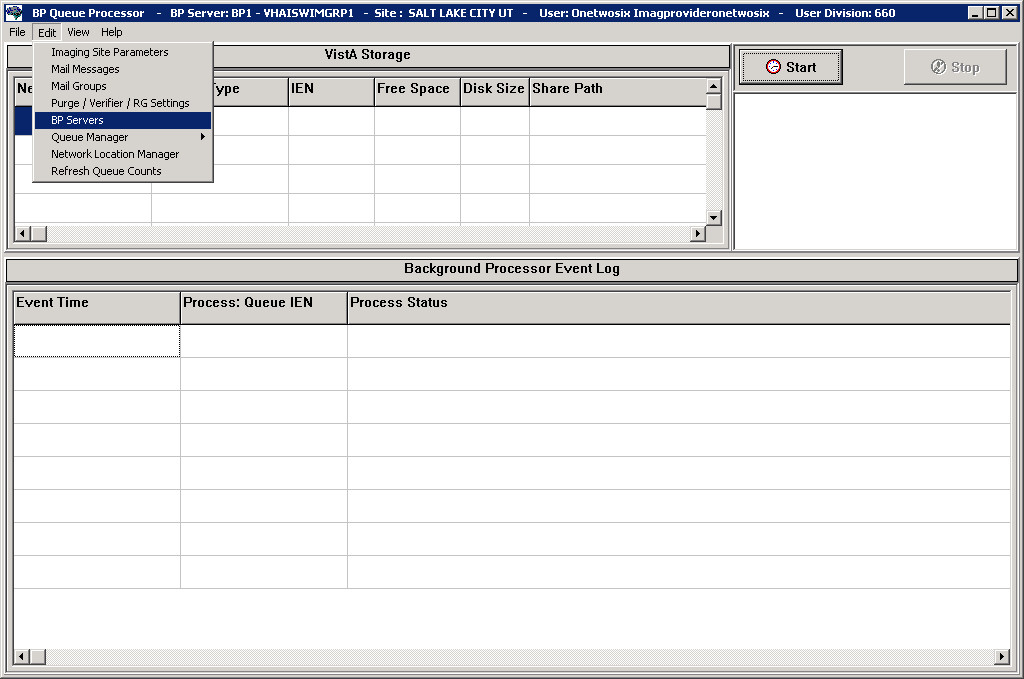 BP Queue Processor - BP Server: BP1 - VHAISWIMGRP1 - Site : SALT LAKE CITY UT - User: Onetwosix Imagprovideronetwosix - User Division: 660
File Edit View Help
Imaging Site Parameters
Mail Messages
Mail Groups
Purge / Verifier / RG Settings
BP Servers
Queue Manager
Network Location Manager
Refresh Queue Counts
VistA Storage
Ne ype IEN Free Space Disk Size Share Path
Start Stop
Background Processor Event Log
Event Time Process: Queue IEN Process Status